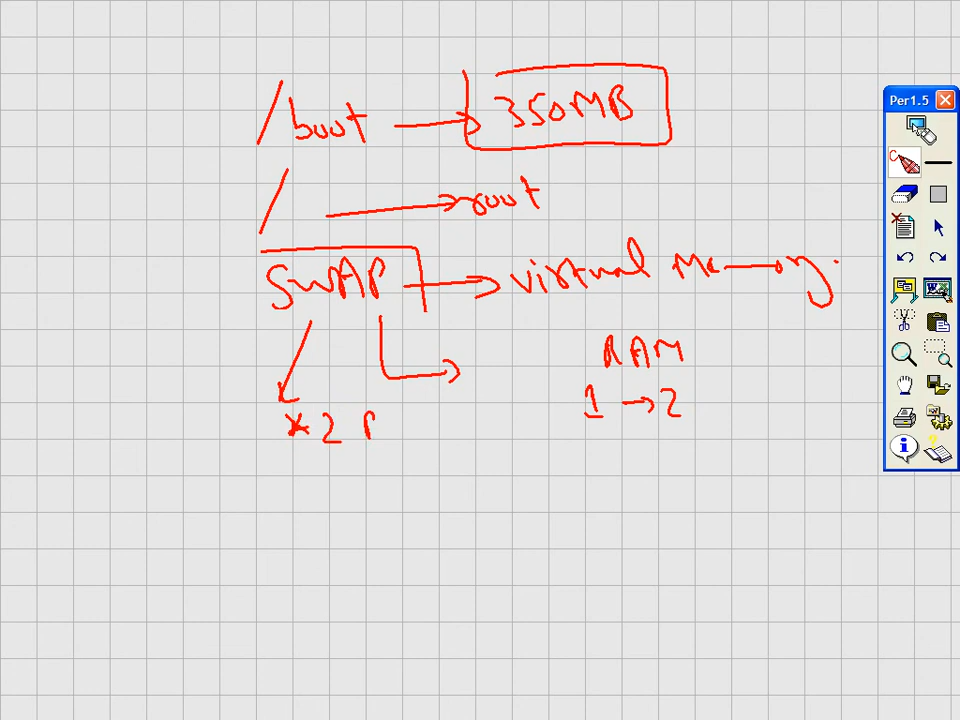 /boot → 350MB
/ → root
SWAP → virtual Memory.
RAM
1 → 2
* 2
Per1.5